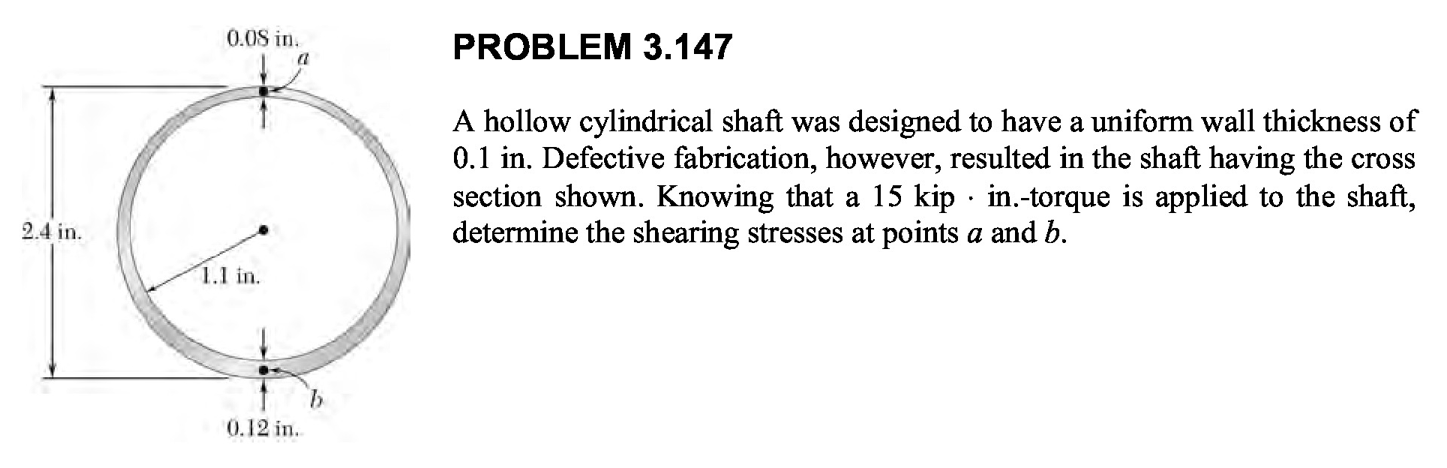 0.08 in.
a
PROBLEM 3.147
A hollow cylindrical shaft was designed to have a uniform wall thickness of
0.1 in. Defective fabrication, however, resulted in the shaft having the cross
section shown. Knowing that a 15 kip · in.-torque is applied to the shaft,
determine the shearing stresses at points a and b.
2.4 in.
1.1 in.
b
0.12 in.